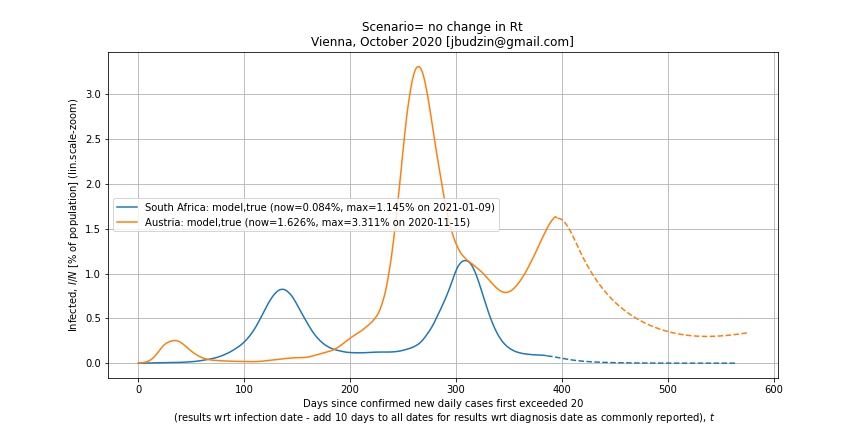 Scenario= no change in Rt
Vienna, October 2020 [jbudzin@gmail.com]
Infected, I/N [% of population] (lin.scale-zoom)
3.0
2.5
2.0
1.5
1.0
0.5
0.0
South Africa: model,true (now=0.084%, max=1.145% on 2021-01-09)
Austria: model,true (now=1.626%, max=3.311% on 2020-11-15)
0 100 200 300 400 500 600
Days since confirmed new daily cases first exceeded 20
(results wrt infection date - add 10 days to all dates for results wrt diagnosis date as commonly reported), t